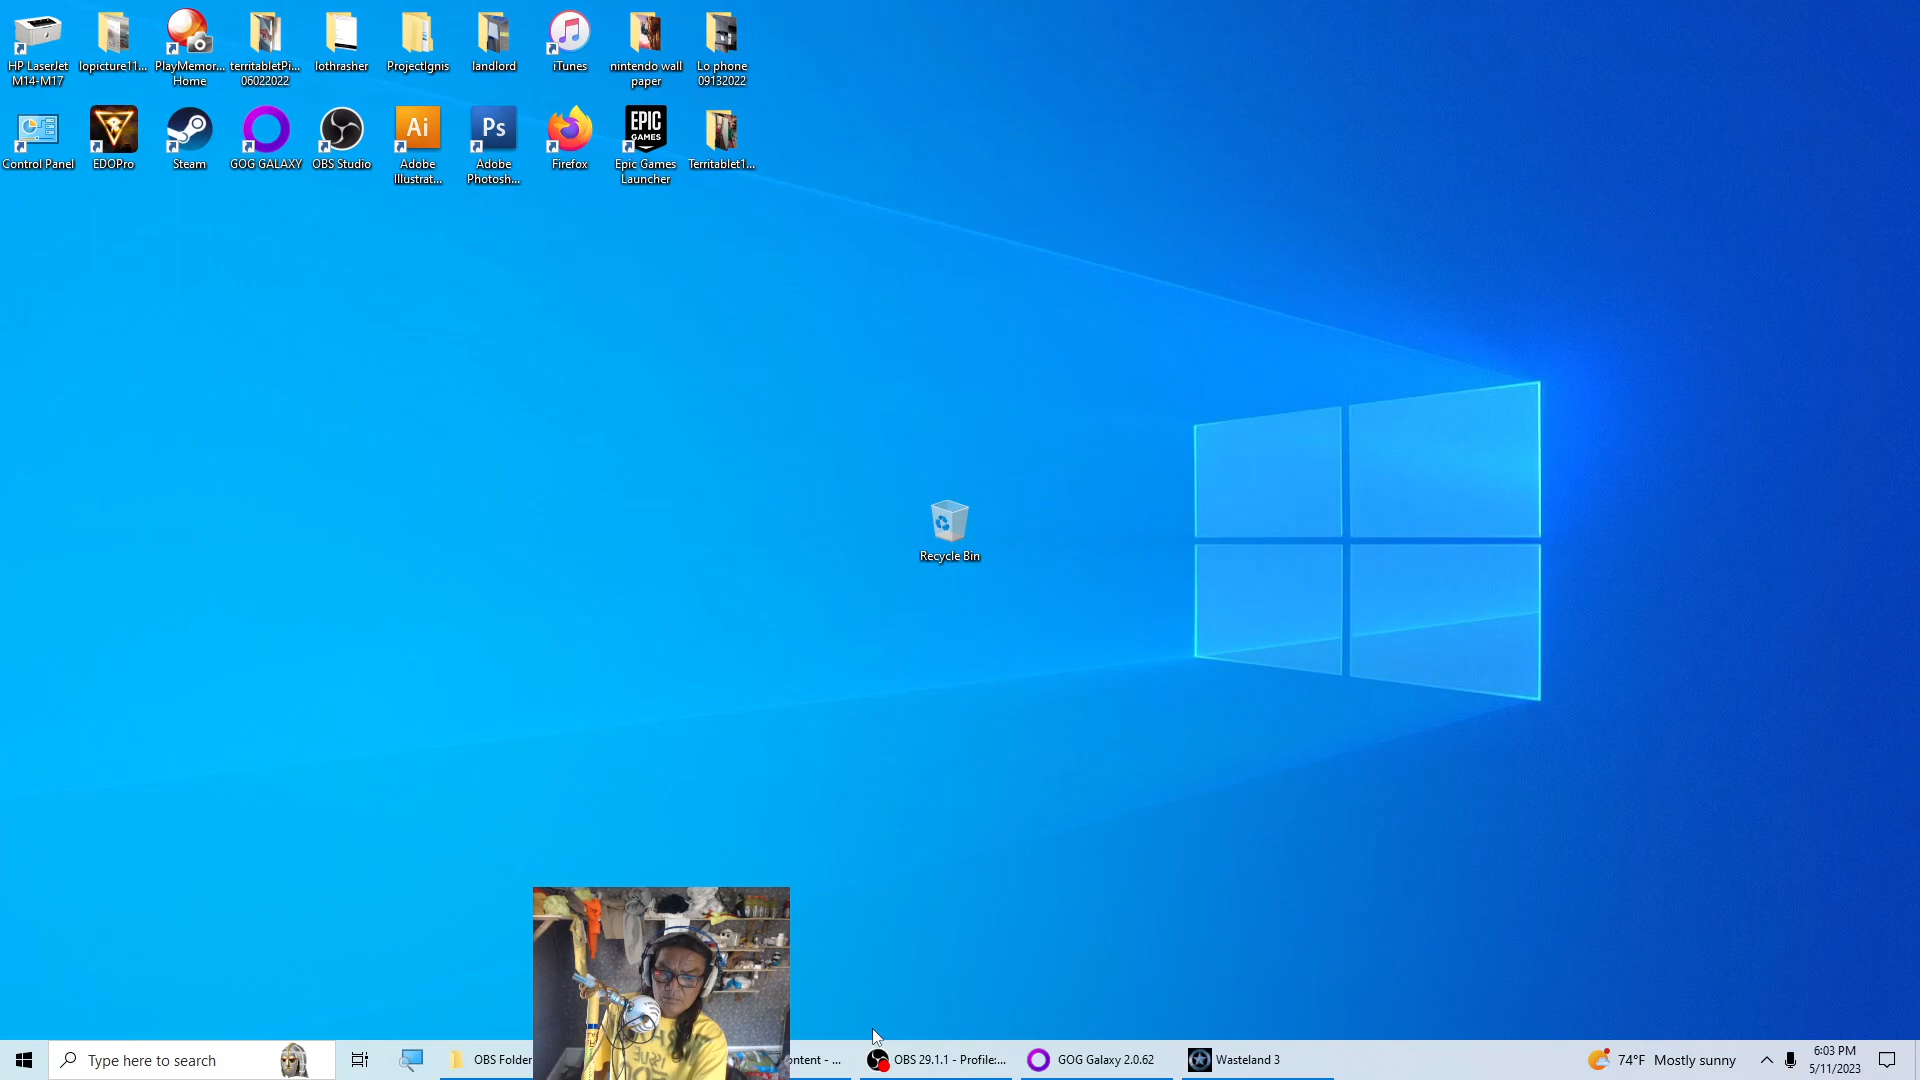 HP LaserJet
M14-M17
lopicture11...
PlayMemor...
Home
territabletPi...
06022022
lothrasher
ProjectIgnis
landlord
iTunes
nintendo wall
paper
Lo phone
09132022
Control Panel
EDOPro
Steam
GOG GALAXY
OBS Studio
Ai
Adobe
Illustrat...
Ps
Adobe
Photosh...
Firefox
EPIC
GAMES
Epic Games
Launcher
Territablet1...
Recycle Bin
Type here to search
OBS Folder
ontent - ...
OBS 29.1.1 - Profile:...
GOG Galaxy 2.0.62
Wasteland 3
74°F Mostly sunny
6:03 PM
5/11/2023